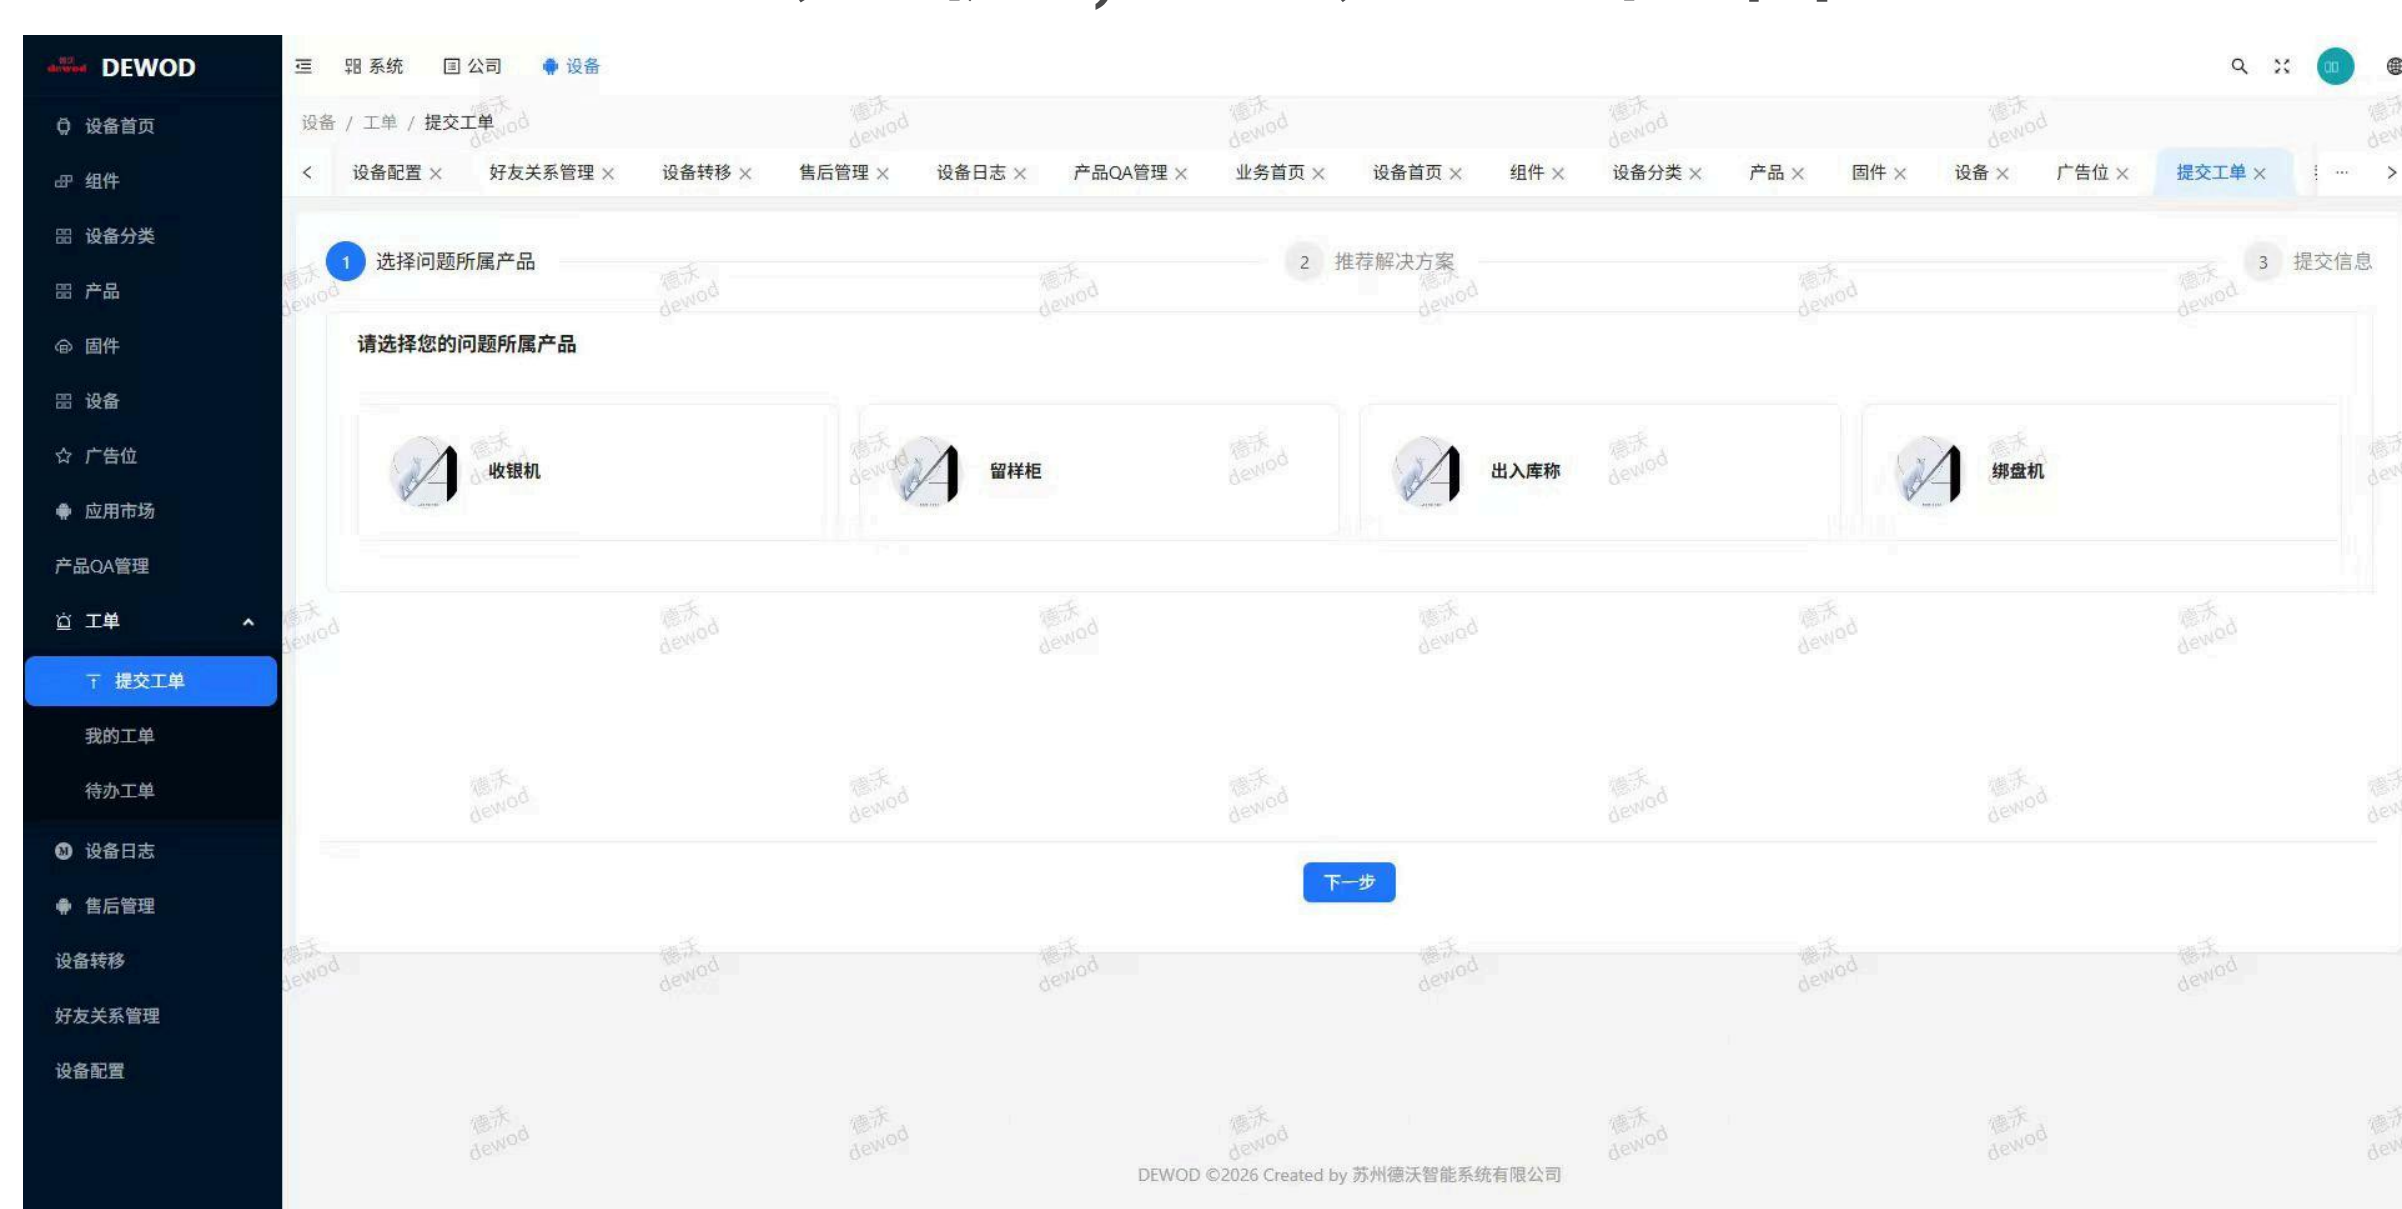 德沃 dewod DEWOD
系统 公司 设备
设备 / 工单 / 提交工单
设备配置 好友关系管理 设备转移 售后管理 设备日志 产品QA管理 业务首页 设备首页 组件 设备分类 产品 固件 设备 广告位 提交工单 ...
设备首页
组件
设备分类
产品
固件
设备
广告位
应用市场
产品QA管理
工单
提交工单
我的工单
待办工单
设备日志
售后管理
设备转移
好友关系管理
设备配置
1 选择问题所属产品
2 推荐解决方案
3 提交信息
请选择您的问题所属产品
收银机
留样柜
出入库称
绑盘机
下一步
德沃
dewod
DEWOD ©2026 Created by 苏州德沃智能系统有限公司